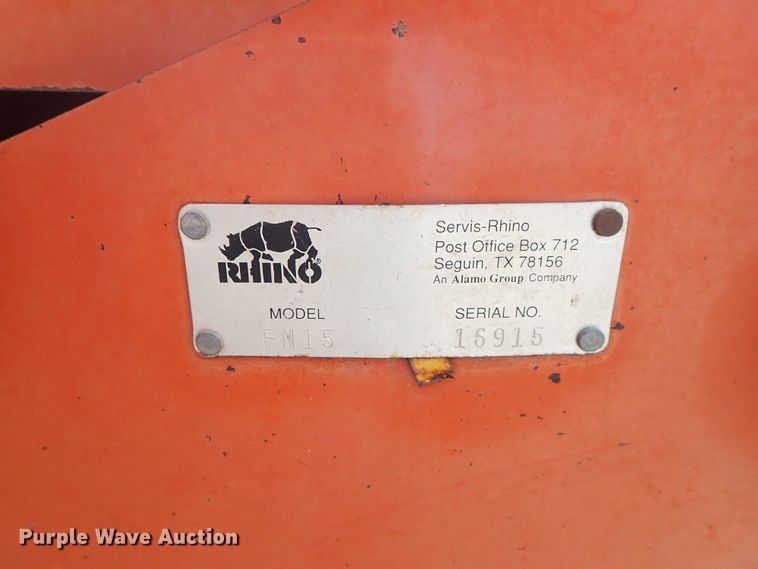 RHINO®
Servis-Rhino
Post Office Box 712
Seguin, TX 78156
An Alamo Group Company
MODEL
FM15
SERIAL NO.
16915
Purple Wave Auction